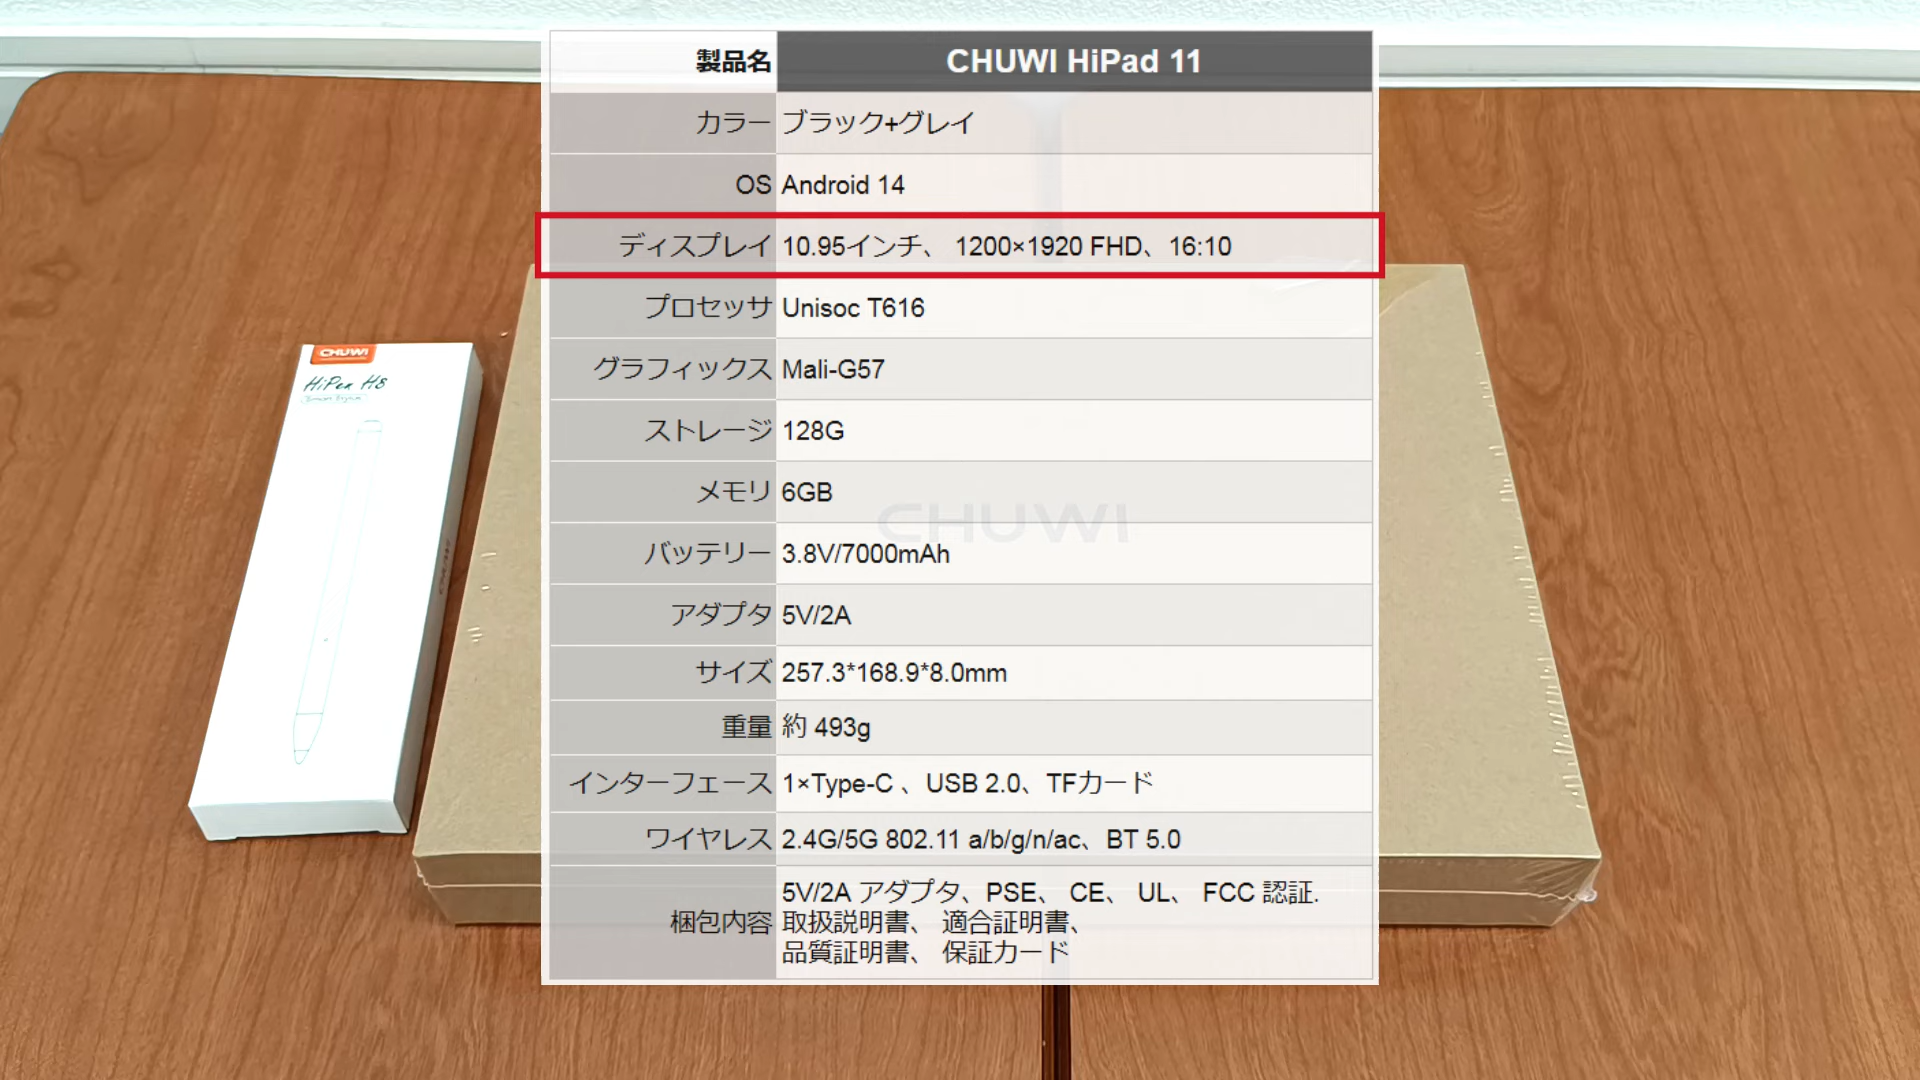 製品名 CHUWI HiPad 11
カラー ブラック+グレイ
OS Android 14
ディスプレイ 10.95インチ、 1200×1920 FHD、16:10
プロセッサ Unisoc T616
グラフィックス Mali-G57
ストレージ 128G
メモリ 6GB
バッテリー 3.8V/7000mAh
アダプタ 5V/2A
サイズ 257.3*168.9*8.0mm
重量 約 493g
インターフェース 1×Type-C 、USB 2.0、TFカード
ワイヤレス 2.4G/5G 802.11 a/b/g/n/ac、BT 5.0
梱包内容 5V/2A アダプタ、PSE、 CE、 UL、 FCC 認証.
取扱説明書、 適合証明書、
品質証明書、 保証カード
CHUWI
HiPen H8
CHUWI
CHUWI